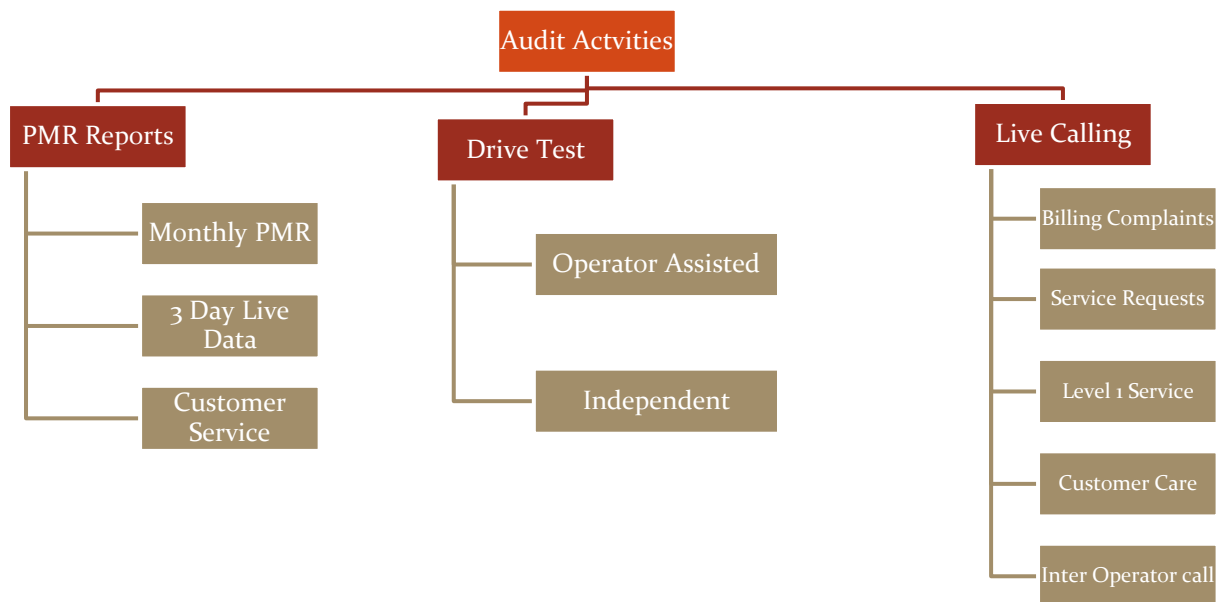 Audit Actvities
PMR Reports
Monthly PMR
3 Day Live
Data
Customer
Service
Drive Test
Operator Assisted
Independent
Live Calling
Billing Complaints
Service Requests
Level 1 Service
Customer Care
Inter Operator call